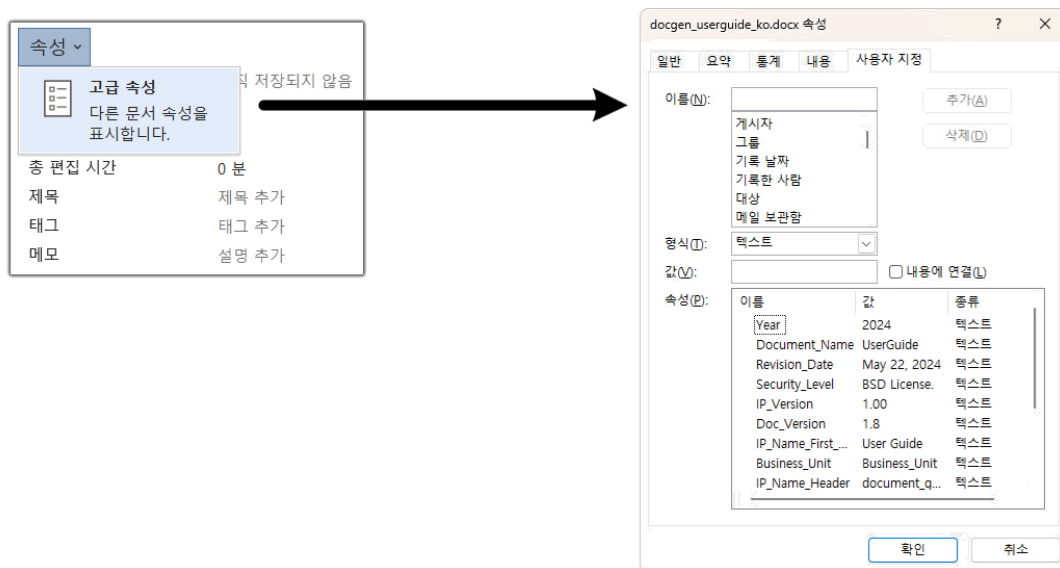 속성
고급 속성
다른 문서 속성을
표시합니다.
직 저장되지 않음
총 편집 시간 0 분
제목 제목 추가
태그 태그 추가
메모 설명 추가
docgen_userguide_ko.docx 속성 ?
일반 요약 통계 내용 사용자 지정
이름(N): 추가(A)
게시자
삭제(D)
그룹
기록 날짜
기록한 사람
대상
메일 보관함
형식(T): 텍스트
값(V): 내용에 연결(L)
속성(P): 이름 값 종류
Year 2024 텍스트
Document_Name UserGuide 텍스트
Revision_Date May 22, 2024 텍스트
Security_Level BSD License. 텍스트
IP_Version 1.00 텍스트
Doc_Version 1.8 텍스트
IP_Name_First_... User Guide 텍스트
Business_Unit Business_Unit 텍스트
IP_Name_Header document_g... 텍스트
확인 취소